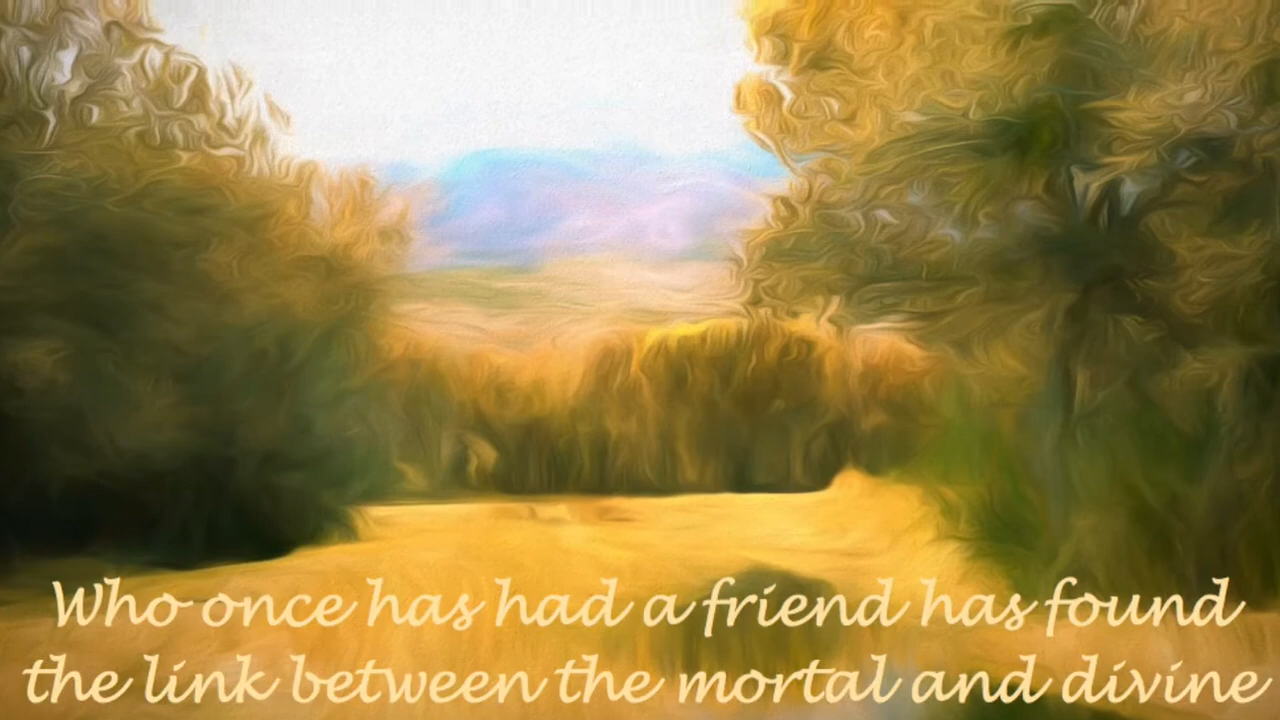 Who once has had a friend has found
the link between the mortal and divine